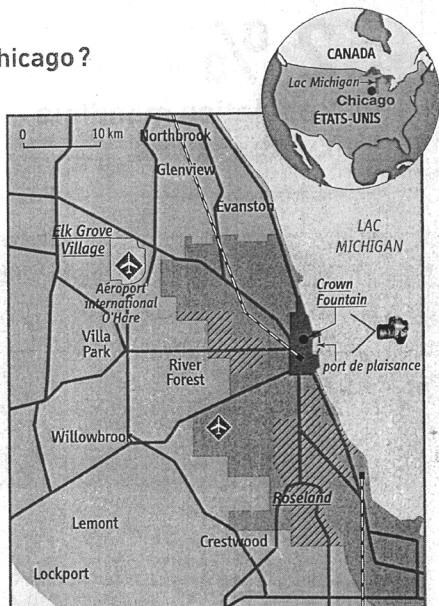 hicago ?
CANADA
Lac Michigan
Chicago
ÉTATS-UNIS
0 10 km
Northbrook
Glenview
Evanston
Elk Grove
Village
LAC
MICHIGAN
Aéroport
international
O'Hare
Crown
Fountain
Villa
Park
River
Forest
port de plaisance
Willowbrook
Roseland
Lemont
Crestwood
Lockport